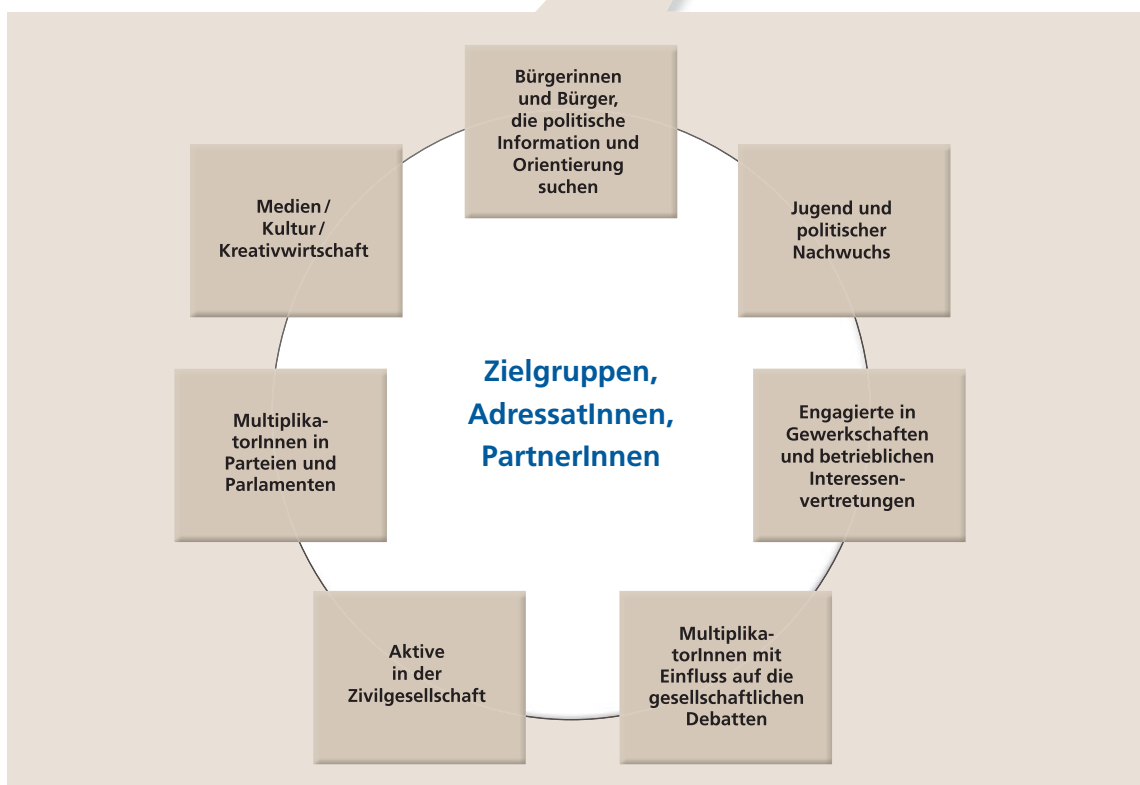 Bürgerinnen
und Bürger,
die politische
Information und
Orientierung
suchen
Jugend und
politischer
Nachwuchs
Engagierte in
Gewerkschaften
und betrieblichen
Interessen-
vertretungen
Multiplika-
torInnen mit
Einfluss auf die
gesellschaftlichen
Debatten
Aktive
in der
Zivilgesellschaft
Multiplika-
torInnen in
Parteien und
Parlamenten
Medien /
Kultur /
Kreativwirtschaft
Zielgruppen,
AdressatInnen,
PartnerInnen